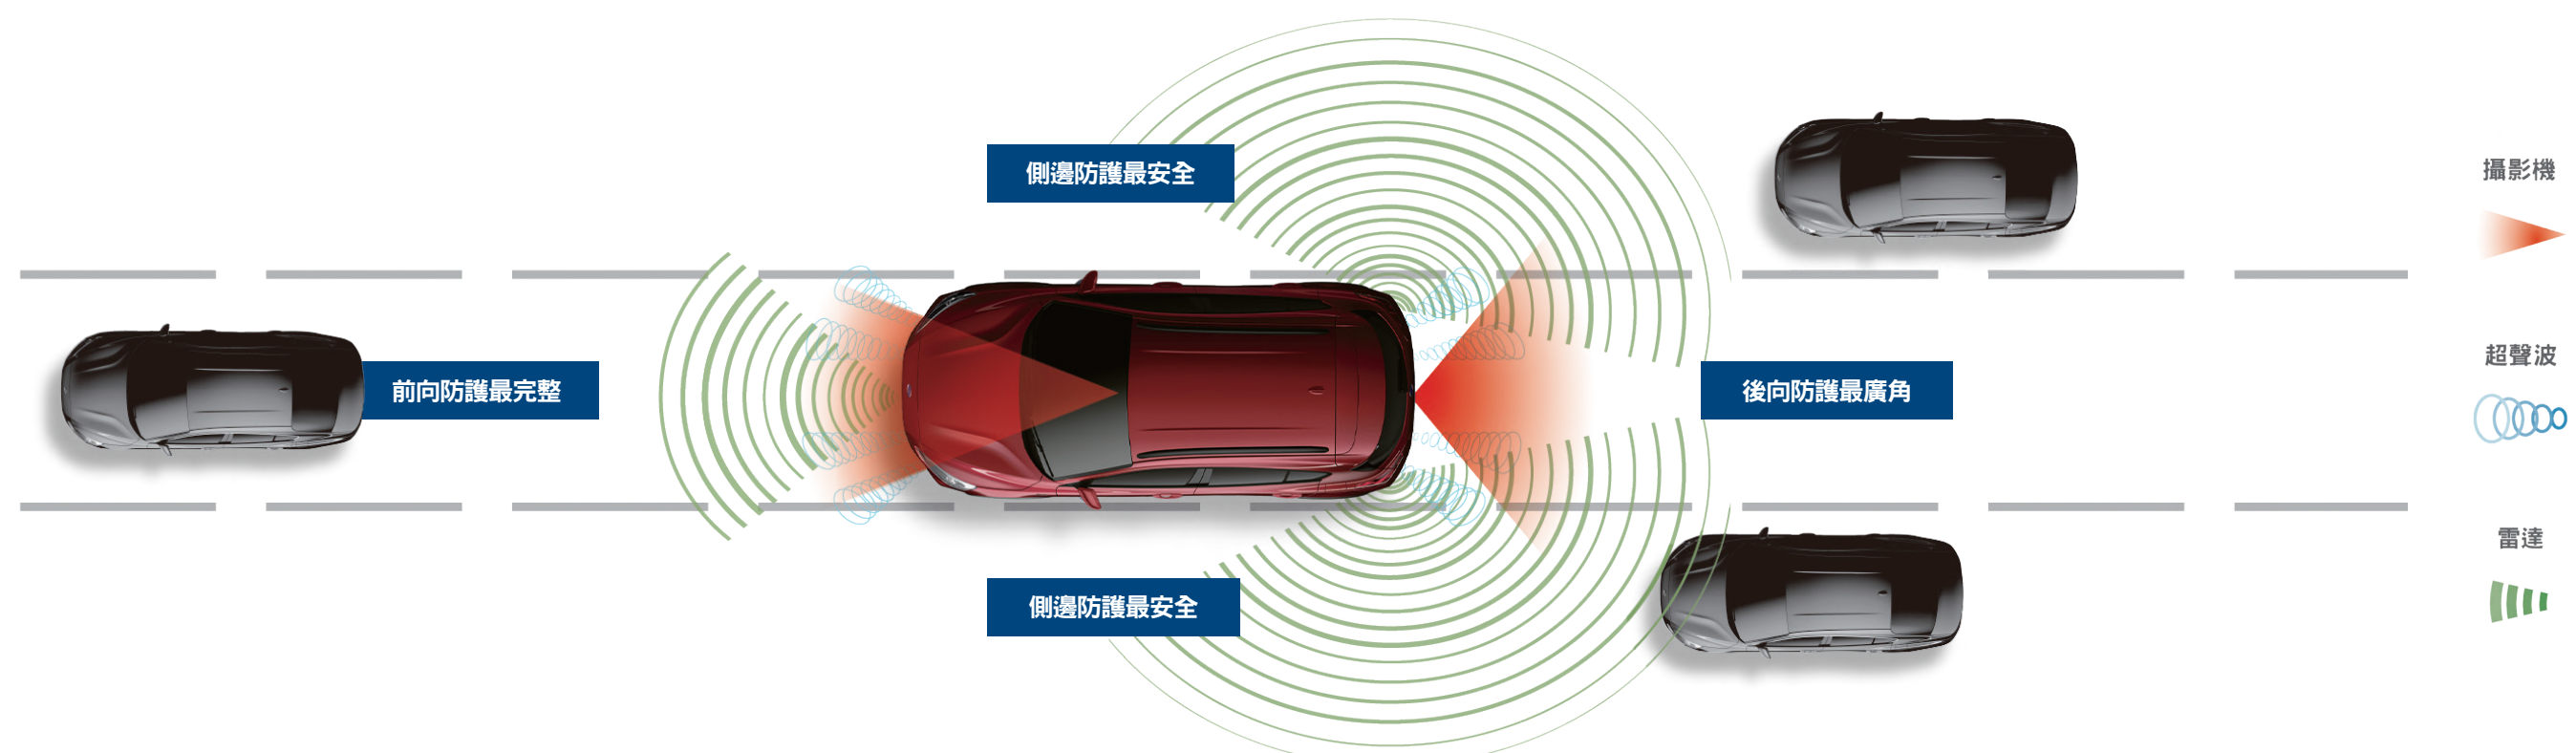 側邊防護最安全
前向防護最完整
後向防護最廣角
側邊防護最安全
攝影機
超聲波
雷達